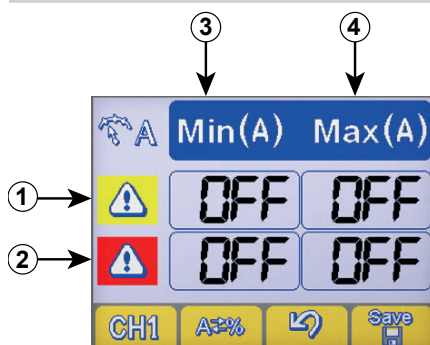 3 4
A Min(A) Max(A)
1 OFF OFF
2 OFF OFF
CH1 A⇄% Save